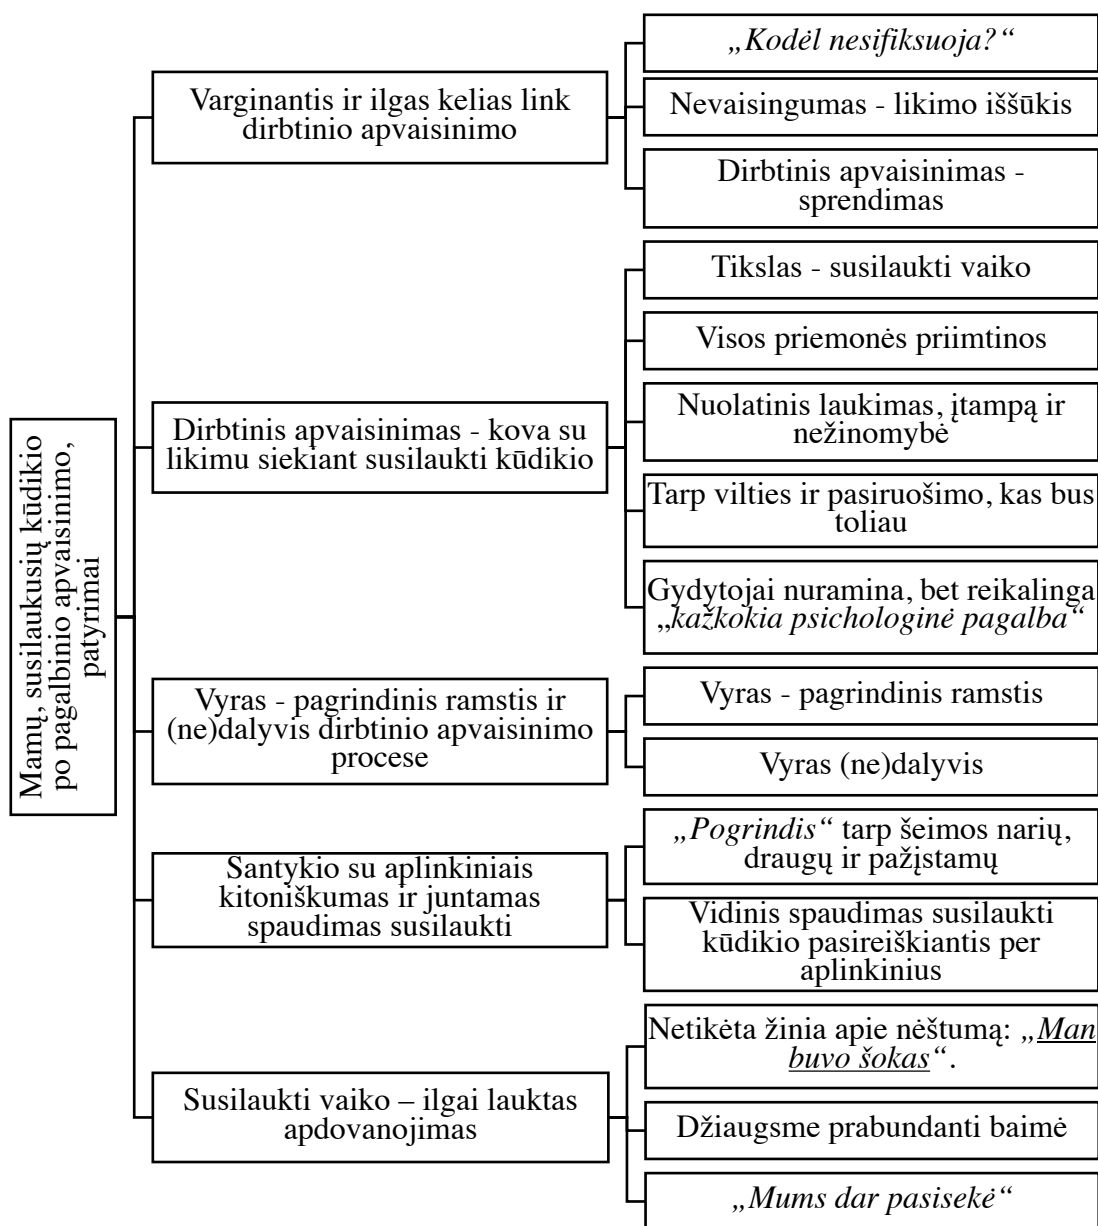 Mamų, susilaukusių kūdikio
po pagalbinio apvaisinimo,
patyrimai
Varginantis ir ilgas kelias link
dirbtinio apvaisinimo
„Kodėl nesifiksuoja?“
Nevaisingumas - likimo iššūkis
Dirbtinis apvaisinimas -
sprendimas
Dirbtinis apvaisinimas - kova su
likimu siekiant susilaukti kūdikio
Tikslas - susilaukti vaiko
Visos priemonės priimtinos
Nuolatinis laukimas, įtampą ir
nežinomybė
Tarp vilties ir pasiruošimo, kas bus
toliau
Gydytojai nuramina, bet reikalinga
„kažkokia psichologinė pagalba“
Vyras - pagrindinis ramstis ir
(ne)dalyvis dirbtinio apvaisinimo
procese
Vyras - pagrindinis ramstis
Vyras (ne)dalyvis
Santykio su aplinkiniais
kitoniškumas ir juntamas
spaudimas susilaukti
„Pogrindis“ tarp šeimos narių,
draugų ir pažįstamų
Vidinis spaudimas susilaukti
kūdikio pasireiškiantis per
aplinkinius
Susilaukti vaiko – ilgai lauktas
apdovanojimas
Netikėta žinia apie nėštumą: „Man
buvo šokas“.
Džiaugsme prabundanti baimė
„Mums dar pasisekė“